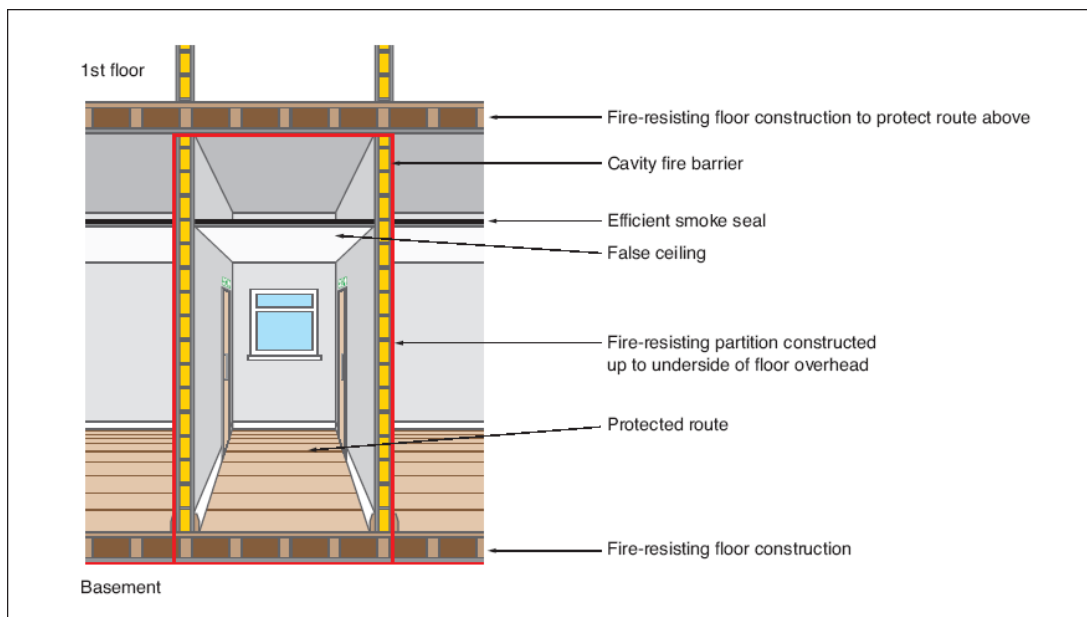 1st floor
Fire-resisting floor construction to protect route above
Cavity fire barrier
Efficient smoke seal
False ceiling
Fire-resisting partition constructed
up to underside of floor overhead
Protected route
Fire-resisting floor construction
Basement